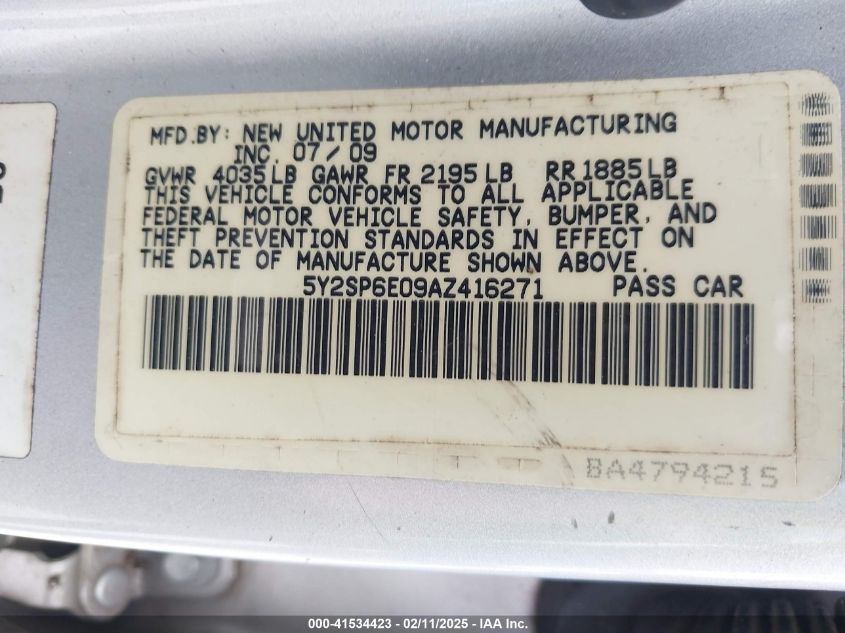 MFD.BY: NEW UNITED MOTOR MANUFACTURING
INC. 07/09
GVWR 4035LB GAWR FR 2195LB RR1885LB
THIS VEHICLE CONFORMS TO ALL APPLICABLE
FEDERAL MOTOR VEHICLE SAFETY, BUMPER, AND
THEFT PREVENTION STANDARDS IN EFFECT ON
THE DATE OF MANUFACTURE SHOWN ABOVE.
5Y2SP6E09AZ416271 PASS CAR
BA4794215
000-41534423 - 02/11/2025 - IAA Inc.